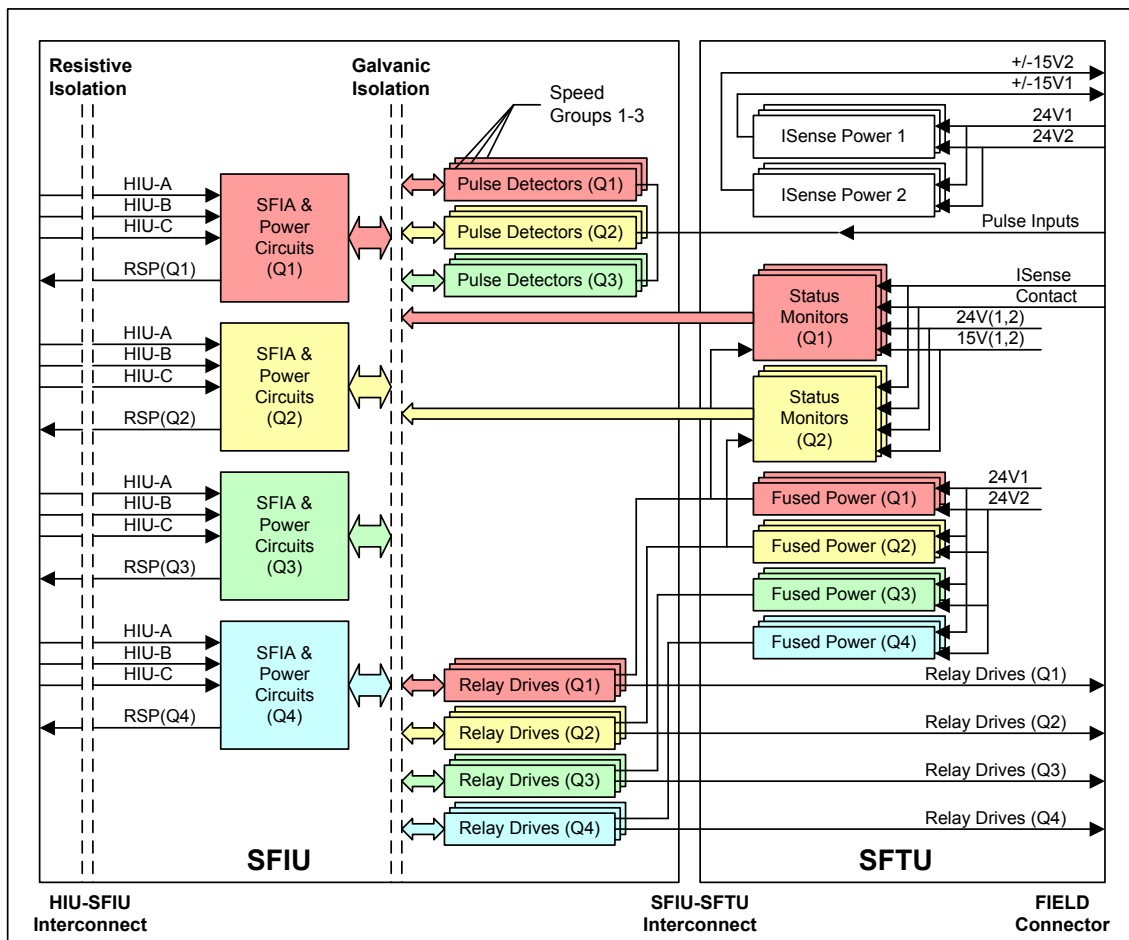 Resistive
Isolation
Galvanic
Isolation
Speed
Groups 1-3
+/-15V2
+/-15V1
24V1
24V2
ISense Power 1
ISense Power 2
Pulse Inputs
HIU-A
HIU-B
HIU-C
RSP(Q1)
SFIA &
Power
Circuits
(Q1)
Pulse Detectors (Q1)
Pulse Detectors (Q2)
Pulse Detectors (Q3)
Status
Monitors
(Q1)
ISense
Contact
24V(1,2)
15V(1,2)
HIU-A
HIU-B
HIU-C
RSP(Q2)
SFIA &
Power
Circuits
(Q2)
Status
Monitors
(Q2)
HIU-A
HIU-B
HIU-C
RSP(Q3)
SFIA &
Power
Circuits
(Q3)
Fused Power (Q1)
Fused Power (Q2)
Fused Power (Q3)
Fused Power (Q4)
24V1
24V2
HIU-A
HIU-B
HIU-C
RSP(Q4)
SFIA &
Power
Circuits
(Q4)
Relay Drives (Q1)
Relay Drives (Q2)
Relay Drives (Q3)
Relay Drives (Q4)
Relay Drives (Q1)
Relay Drives (Q2)
Relay Drives (Q3)
Relay Drives (Q4)
SFIU
SFTU
HIU-SFIU
Interconnect
SFIU-SFTU
Interconnect
FIELD
Connector